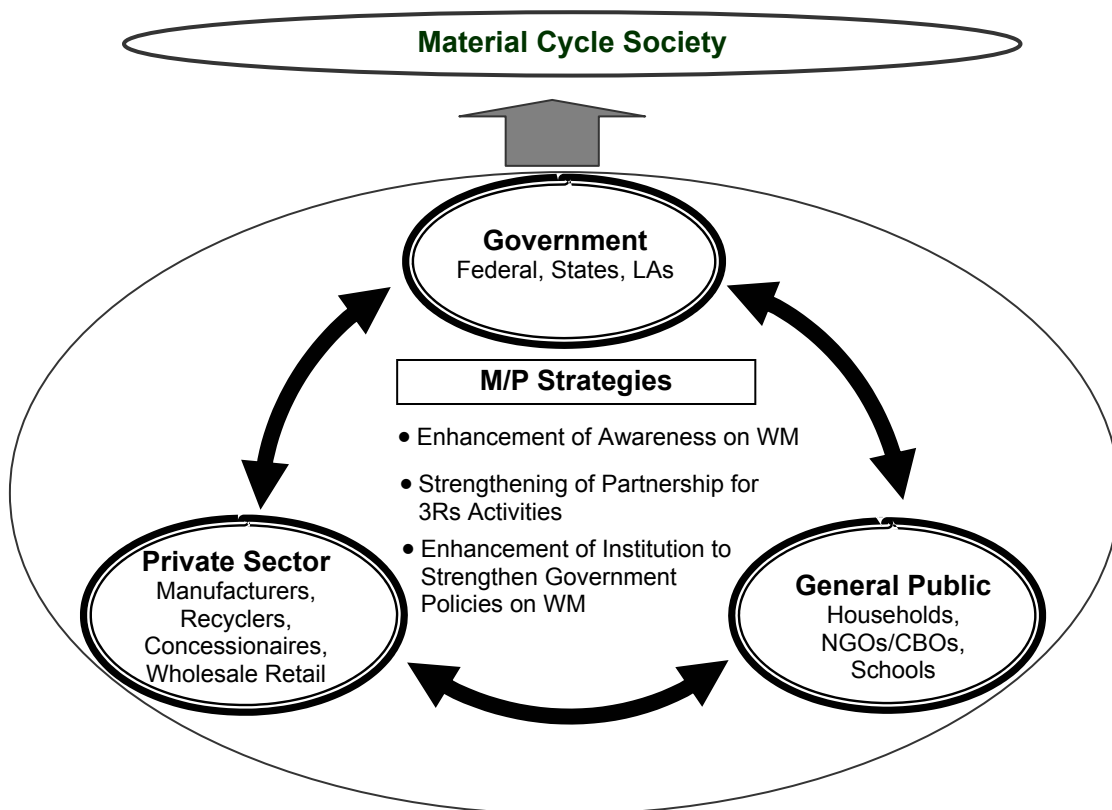 Material Cycle Society
Government
Federal, States, LAs
M/P Strategies
• Enhancement of Awareness on WM
• Strengthening of Partnership for
3Rs Activities
• Enhancement of Institution to
Strengthen Government
Policies on WM
Private Sector
Manufacturers,
Recyclers,
Concessionaires,
Wholesale Retail
General Public
Households,
NGOs/CBOs,
Schools